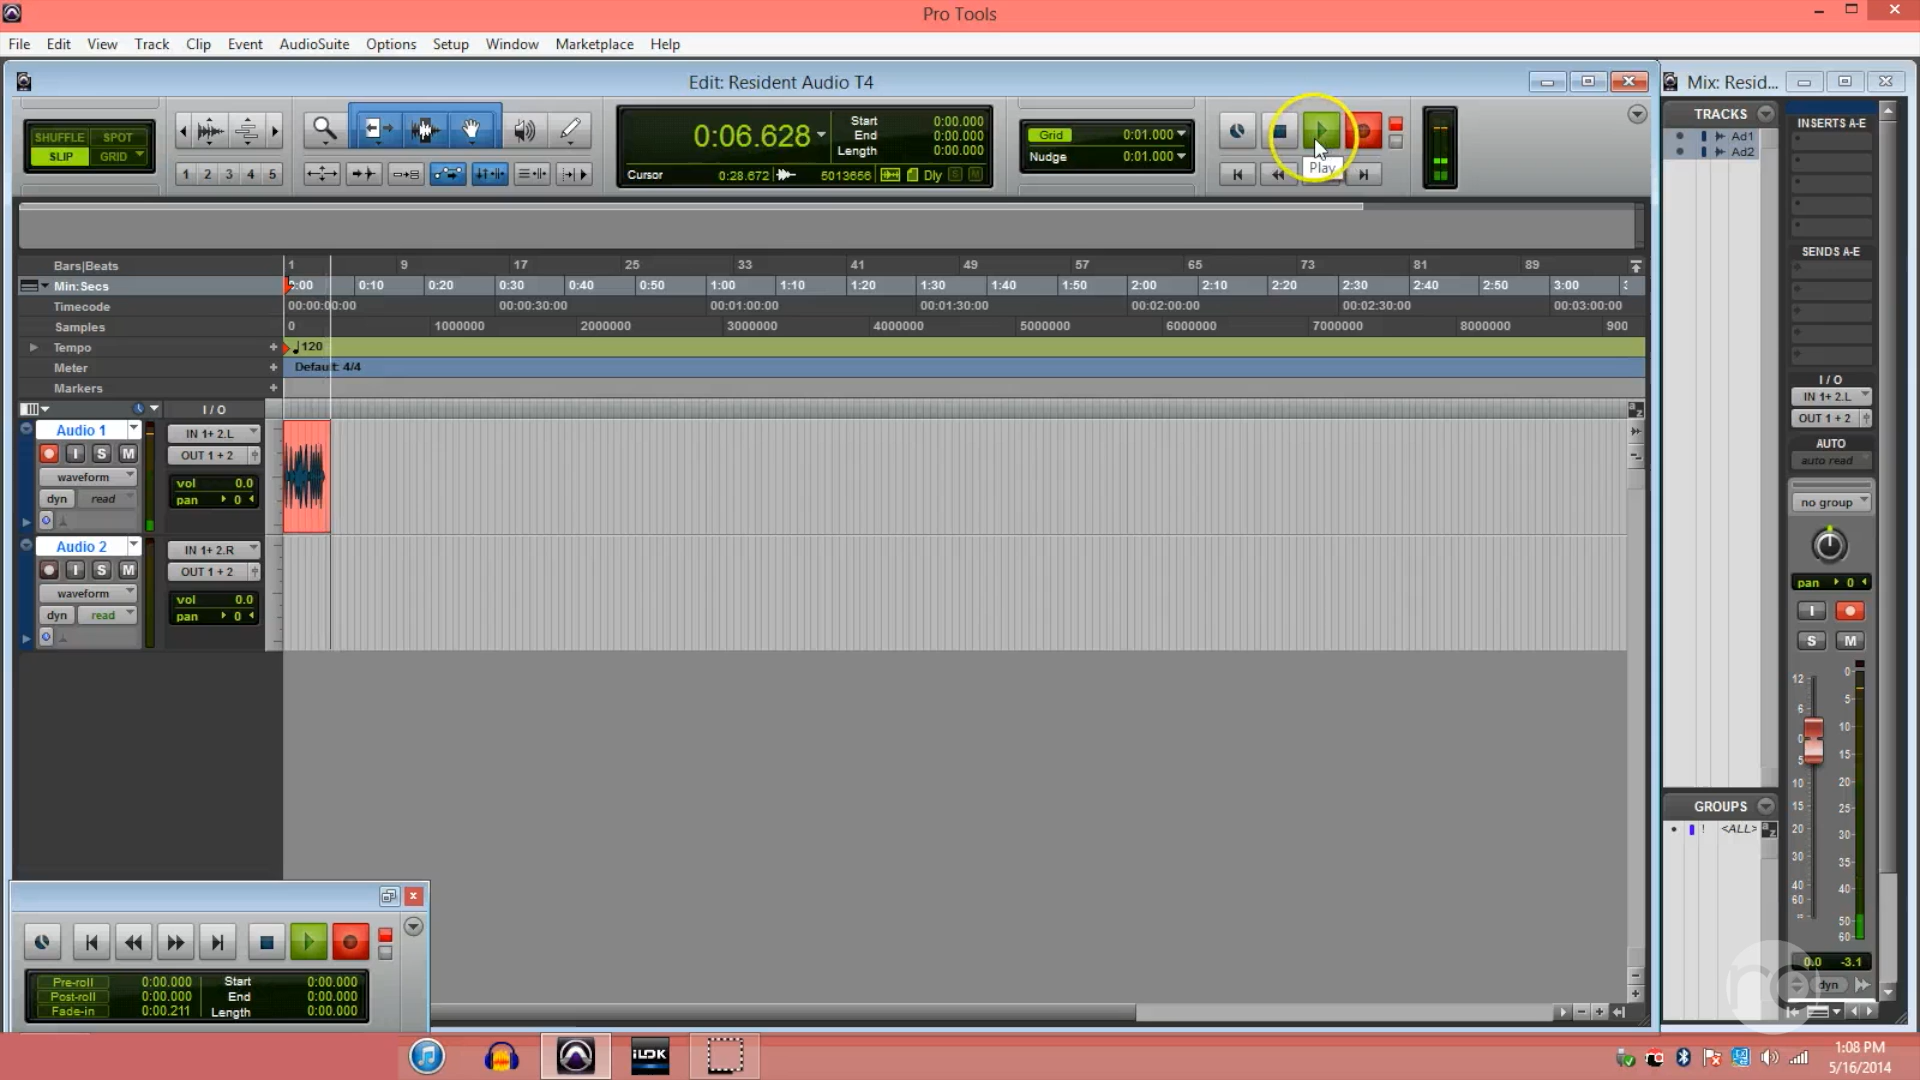 Pro Tools
File Edit View Track Clip Event AudioSuite Options Setup Window Marketplace Help
Edit: Resident Audio T4
Mix: Resid...
SHUFFLE SPOT
SLIP GRID
1 2 3 4 5
0:06.628
Start 0:00.000
End 0:00.000
Length 0:00.000
Cursor 0:28.672 5013656 Dly S M
Grid 0:01.000
Nudge 0:01.000
Play
TRACKS
Ad1
Ad2
INSERTS A-E
SENDS A-E
Bars|Beats 1 9 17 25 33 41 49 57 65 73 81 89
Min:Secs 0:00 0:10 0:20 0:30 0:40 0:50 1:00 1:10 1:20 1:30 1:40 1:50 2:00 2:10 2:20 2:30 2:40 2:50 3:00
Timecode 00:00:00:00 00:00:30:00 00:01:00:00 00:01:30:00 00:02:00:00 00:02:30:00 00:03:00:00
Samples 0 1000000 2000000 3000000 4000000 5000000 6000000 7000000 8000000 900
Tempo + 120
Meter + Default: 4/4
Markers +
I / O
a z
Audio 1 IN 1+ 2.L
I S M OUT 1 + 2
waveform vol 0.0
dyn read pan 0
Audio 2 IN 1+ 2.R
I S M OUT 1 + 2
waveform vol 0.0
dyn read pan 0
I / O
IN 1+ 2.L
OUT 1 + 2
AUTO
auto read
no group
pan 0
I
S M
12 6 0 5 10 15 20 30 40 60
0 5 10 15 20 25 30 35 40 50 60
0.0 -3.1
dyn
GROUPS
! <ALL> a z
Pre-roll 0:00.000 Start 0:00.000
Post-roll 0:00.000 End 0:00.000
Fade-in 0:00.211 Length 0:00.000
iLOK
re
1:08 PM
5/16/2014